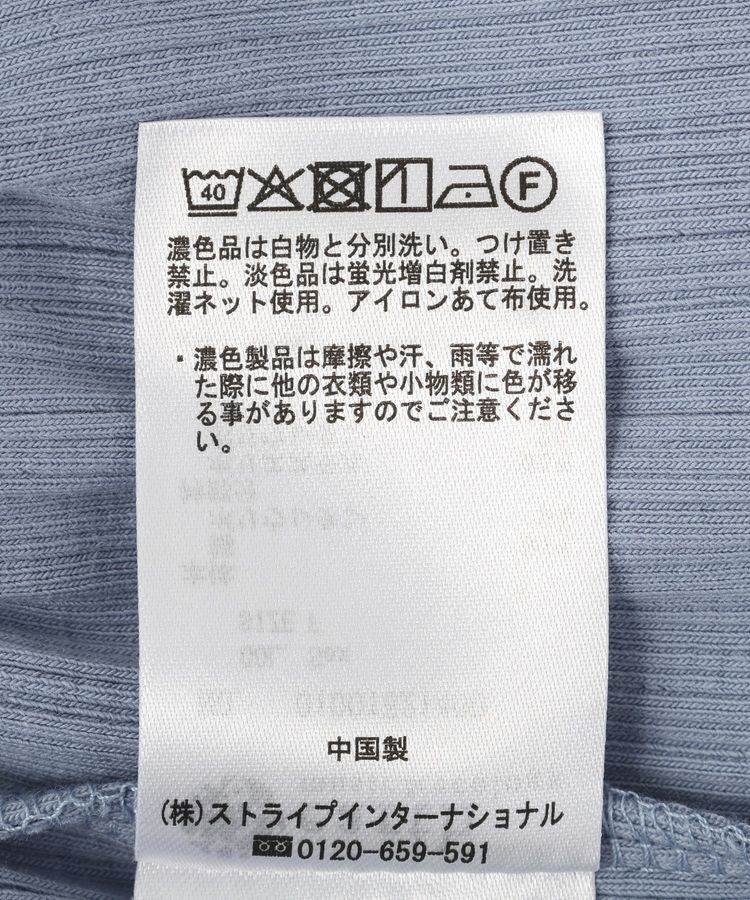 40 F
濃色品は白物と分別洗い。つけ置き
禁止。淡色品は蛍光増白剤禁止。洗
濯ネット使用。アイロンあて布使用。
・濃色製品は摩擦や汗、雨等で濡れ
た際に他の衣類や小物類に色が移
る事がありますのでご注意くださ
い。
中国製
(株)ストライプインターナショナル
0120-659-591